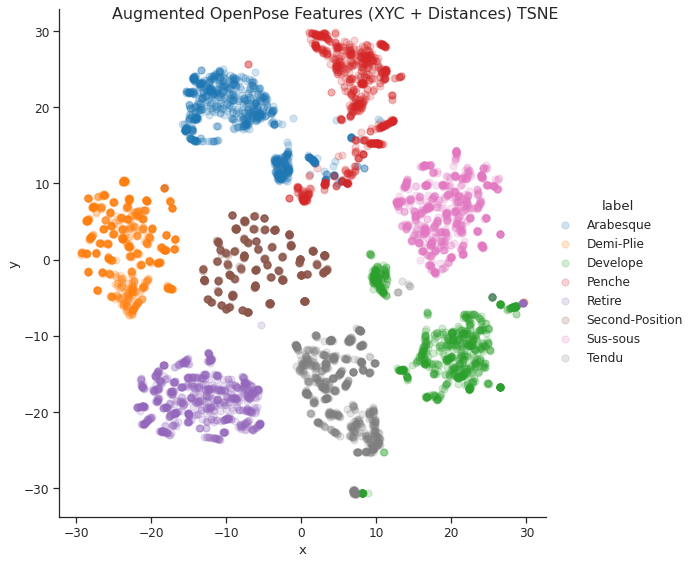 Augmented OpenPose Features (XYC + Distances) TSNE
30
20
10
0
−10
−20
−30
y
−30 −20 −10 0 10 20 30
x
label
Arabesque
Demi-Plie
Develope
Penche
Retire
Second-Position
Sus-sous
Tendu